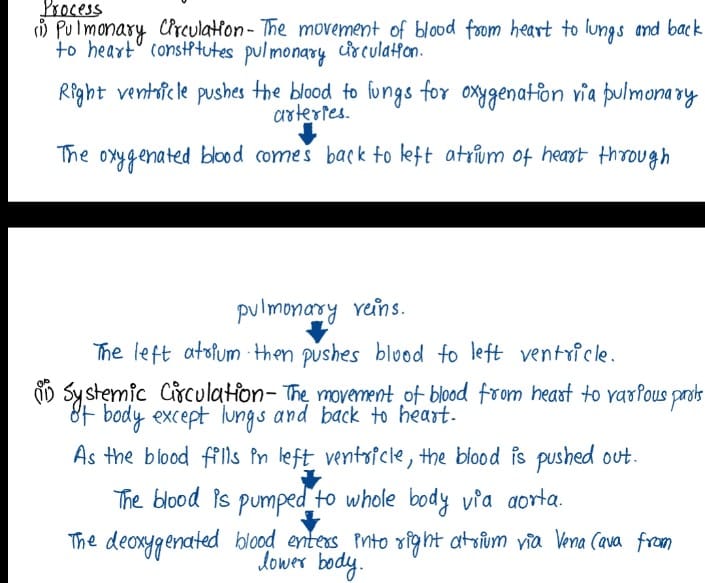 Process
(i) Pulmonary Circulation - The movement of blood from heart to lungs and back
to heart constitutes pulmonary circulation.
Right ventricle pushes the blood to lungs for oxygenation via pulmonary
arteries.
The oxygenated blood comes back to left atrium of heart through
pulmonary veins.
The left atrium then pushes blood to left ventricle.
(ii) Systemic Circulation - The movement of blood from heart to various parts
of body except lungs and back to heart.
As the blood fills in left ventricle, the blood is pushed out.
The blood is pumped to whole body via aorta.
The deoxygenated blood enters into right atrium via Vena Cava from
lower body.